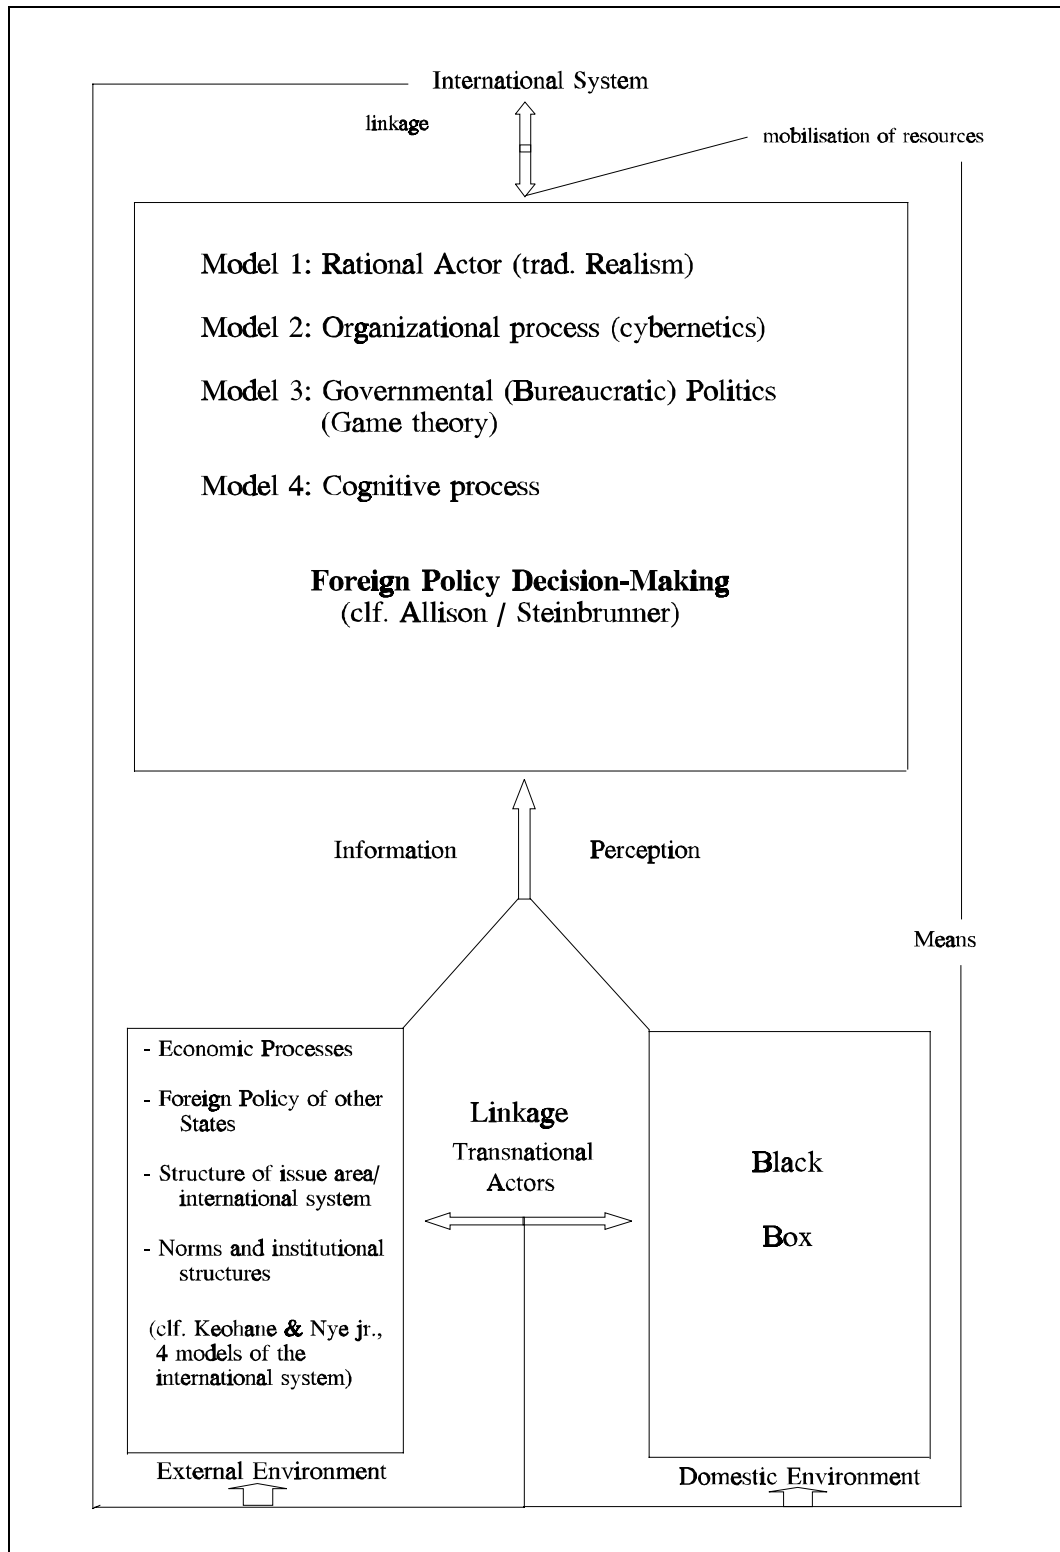 International System
linkage
mobilisation of resources
Model 1: Rational Actor (trad. Realism)
Model 2: Organizational process (cybernetics)
Model 3: Governmental (Bureaucratic) Politics
(Game theory)
Model 4: Cognitive process
Foreign Policy Decision-Making
(clf. Allison / Steinbrunner)
Information
Perception
Means
- Economic Processes
- Foreign Policy of other
States
- Structure of issue area/
international system
- Norms and institutional
structures
(clf. Keohane & Nye jr.,
4 models of the
international system)
Linkage
Transnational
Actors
Black
Box
External Environment
Domestic Environment